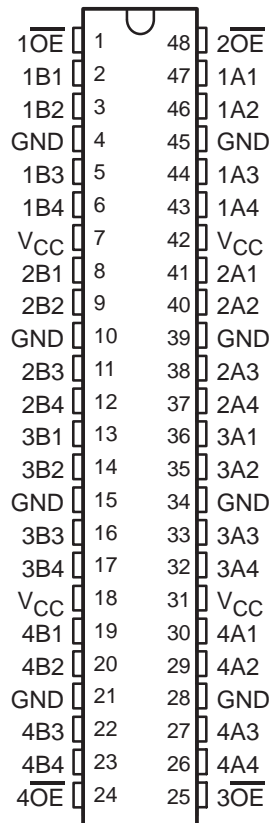 1O̅E̅ 1 48 2O̅E̅
1B1 2 47 1A1
1B2 3 46 1A2
GND 4 45 GND
1B3 5 44 1A3
1B4 6 43 1A4
VCC 7 42 VCC
2B1 8 41 2A1
2B2 9 40 2A2
GND 10 39 GND
2B3 11 38 2A3
2B4 12 37 2A4
3B1 13 36 3A1
3B2 14 35 3A2
GND 15 34 GND
3B3 16 33 3A3
3B4 17 32 3A4
VCC 18 31 VCC
4B1 19 30 4A1
4B2 20 29 4A2
GND 21 28 GND
4B3 22 27 4A3
4B4 23 26 4A4
4O̅E̅ 24 25 3O̅E̅